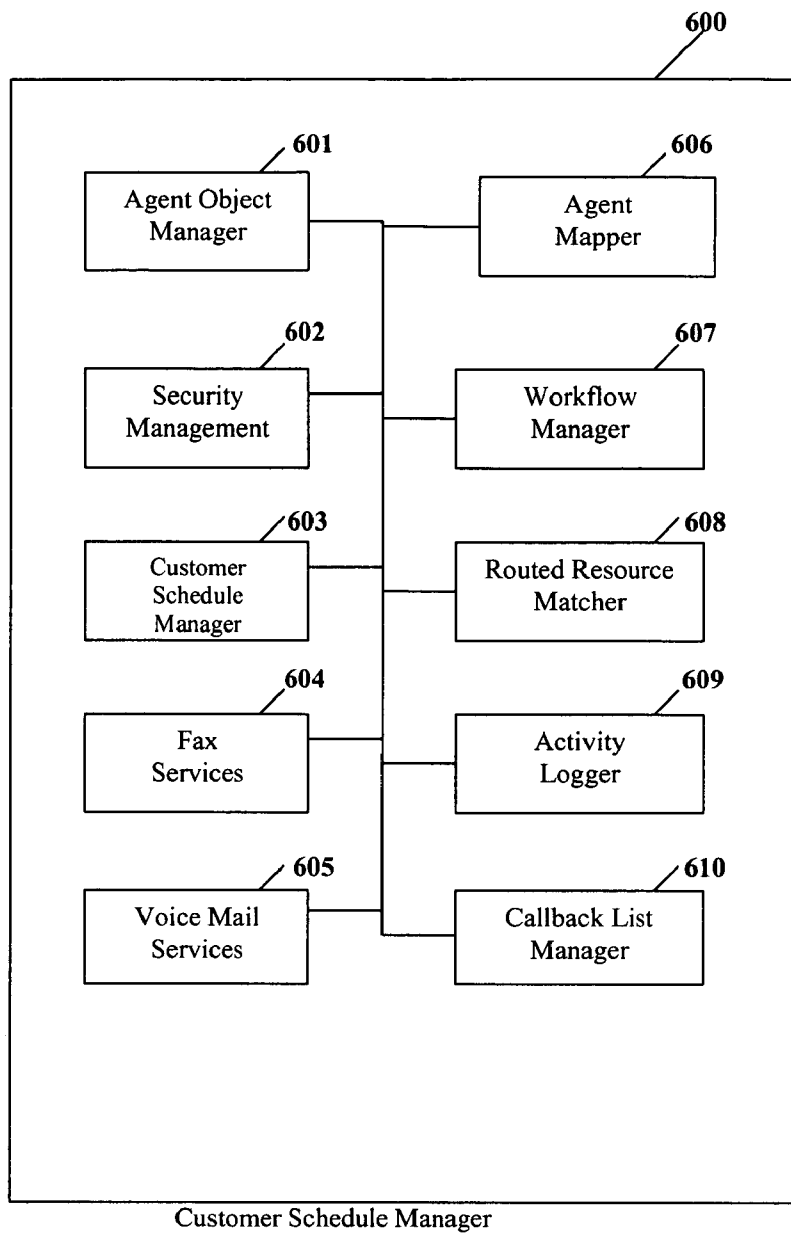 600
601
Agent Object
Manager
606
Agent
Mapper
602
Security
Management
607
Workflow
Manager
603
Customer
Schedule
Manager
608
Routed Resource
Matcher
604
Fax
Services
609
Activity
Logger
605
Voice Mail
Services
610
Callback List
Manager
Customer Schedule Manager